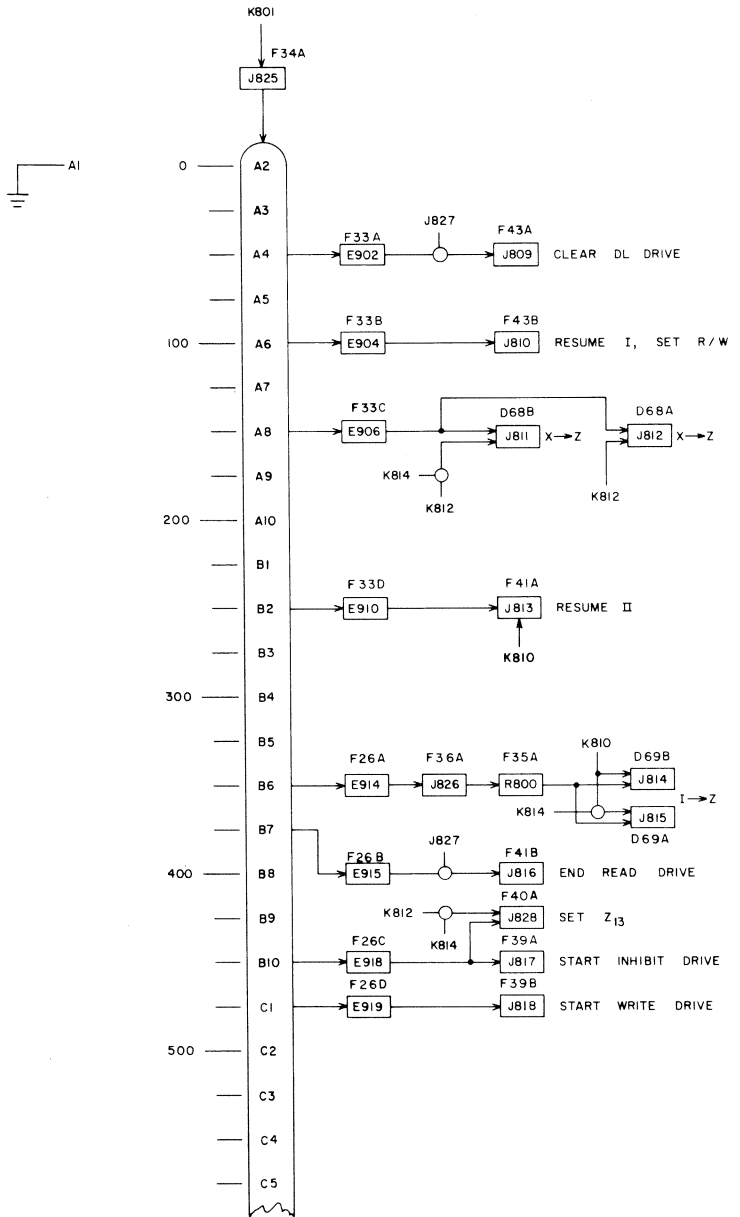 K801
F34A
J825
A1
0
A2
A3
F33A
J827
F43A
A4
E902
J809
CLEAR DL DRIVE
A5
F33B
F43B
100
A6
E904
J810
RESUME I, SET R/W
A7
F33C
D68B
D68A
A8
E906
J811
X→Z
J812
X→Z
A9
K814
K812
K812
200
A10
B1
F33D
F41A
B2
E910
J813
RESUME II
B3
K810
300
B4
B5
K810
F26A
F36A
F35A
D69B
B6
E914
J826
R800
J814
I→Z
K814
J815
D69A
B7
J827
F26B
F41B
400
B8
E915
J816
END READ DRIVE
F40A
B9
K812
J828
SET Z13
K814
F26C
F39A
B10
E918
J817
START INHIBIT DRIVE
F26D
F39B
C1
E919
J818
START WRITE DRIVE
500
C2
C3
C4
C5